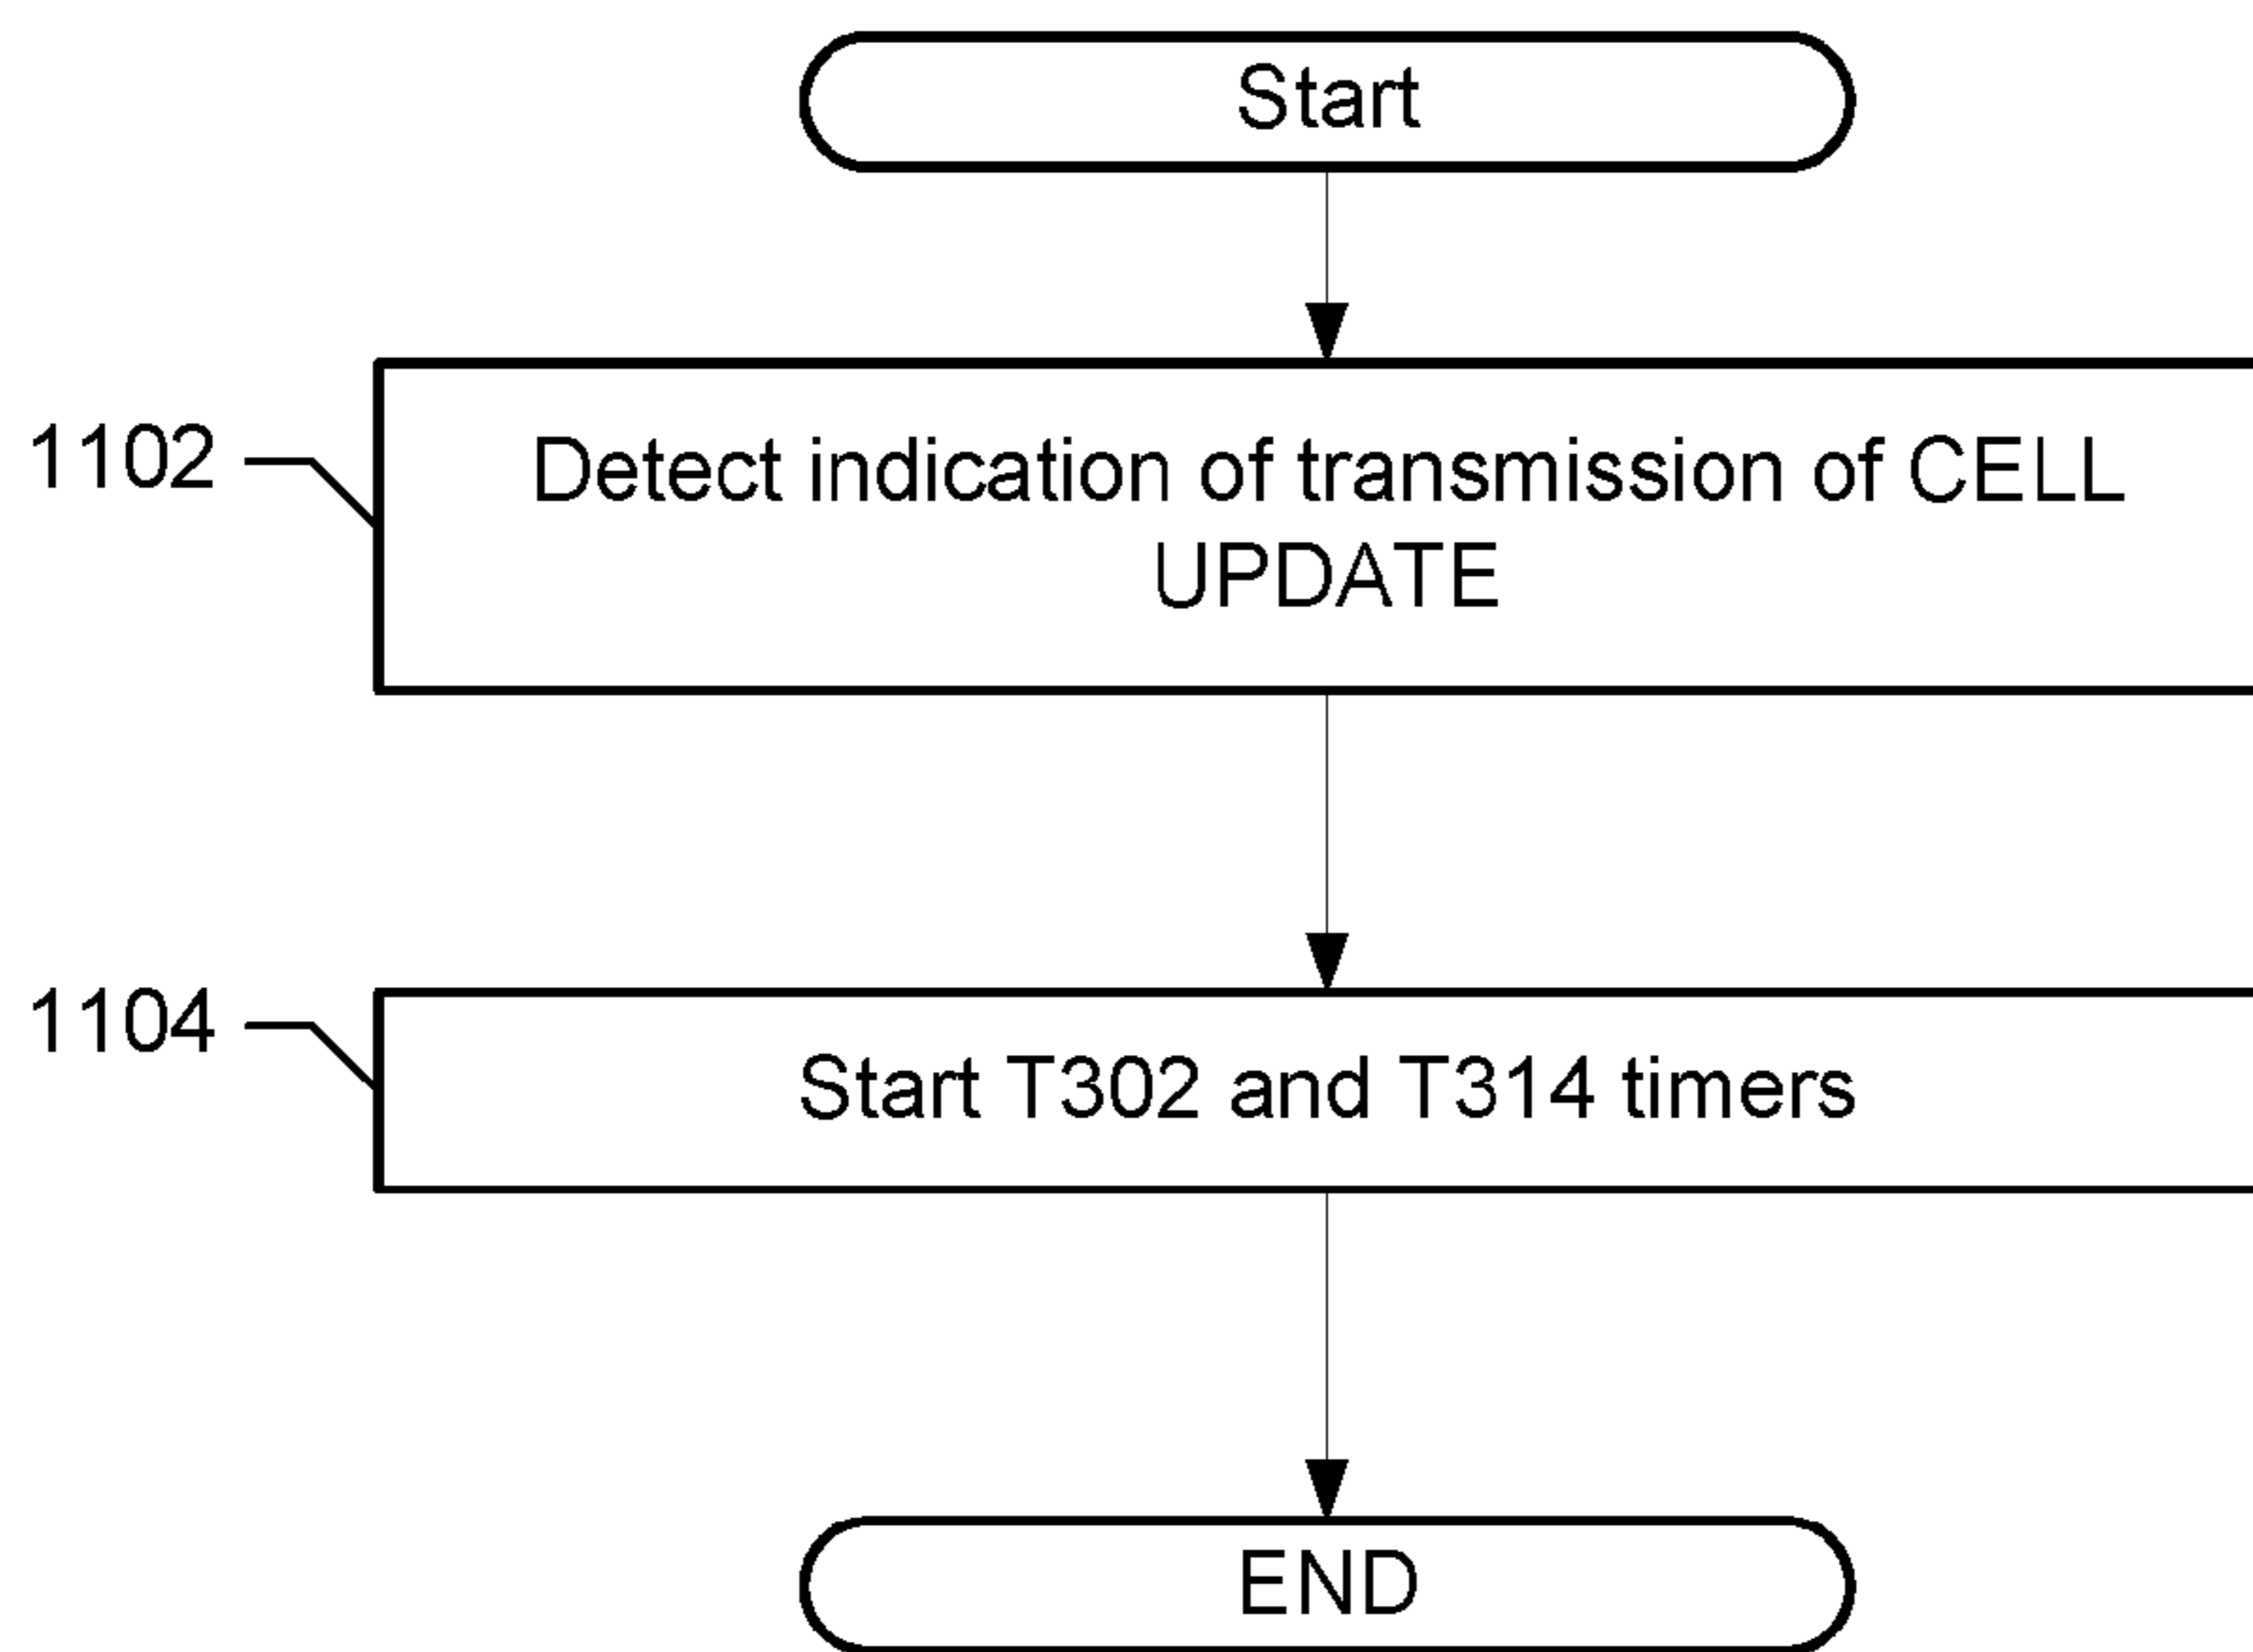 Start
1102
Detect indication of transmission of CELL
UPDATE
1104
Start T302 and T314 timers
END